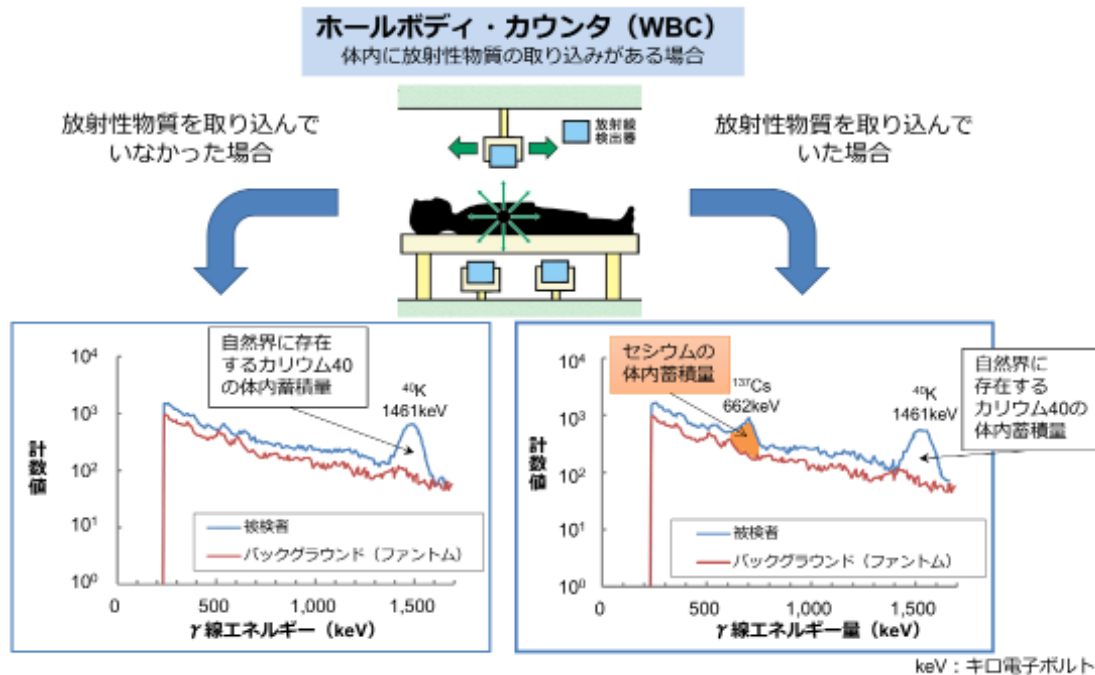 ホールボディ・カウンタ（WBC）
体内に放射性物質の取り込みがある場合
放射性物質を取り込んで
いなかった場合
放射線
検出器
放射性物質を取り込んで
いた場合
自然界に存在
するカリウム40
の体内蓄積量
⁴⁰K
1461keV
計数値
10⁴
10³
10²
10¹
10⁰
被検者
バックグラウンド（ファントム）
0 500 1,000 1,500
γ線エネルギー（keV）
セシウムの
体内蓄積量
¹³⁷Cs
662keV
⁴⁰K
1461keV
自然界に
存在する
カリウム40の
体内蓄積量
計数値
10⁴
10³
10²
10¹
10⁰
被検者
バックグラウンド（ファントム）
0 500 1,000 1,500
γ線エネルギー量（keV）
keV：キロ電子ボルト